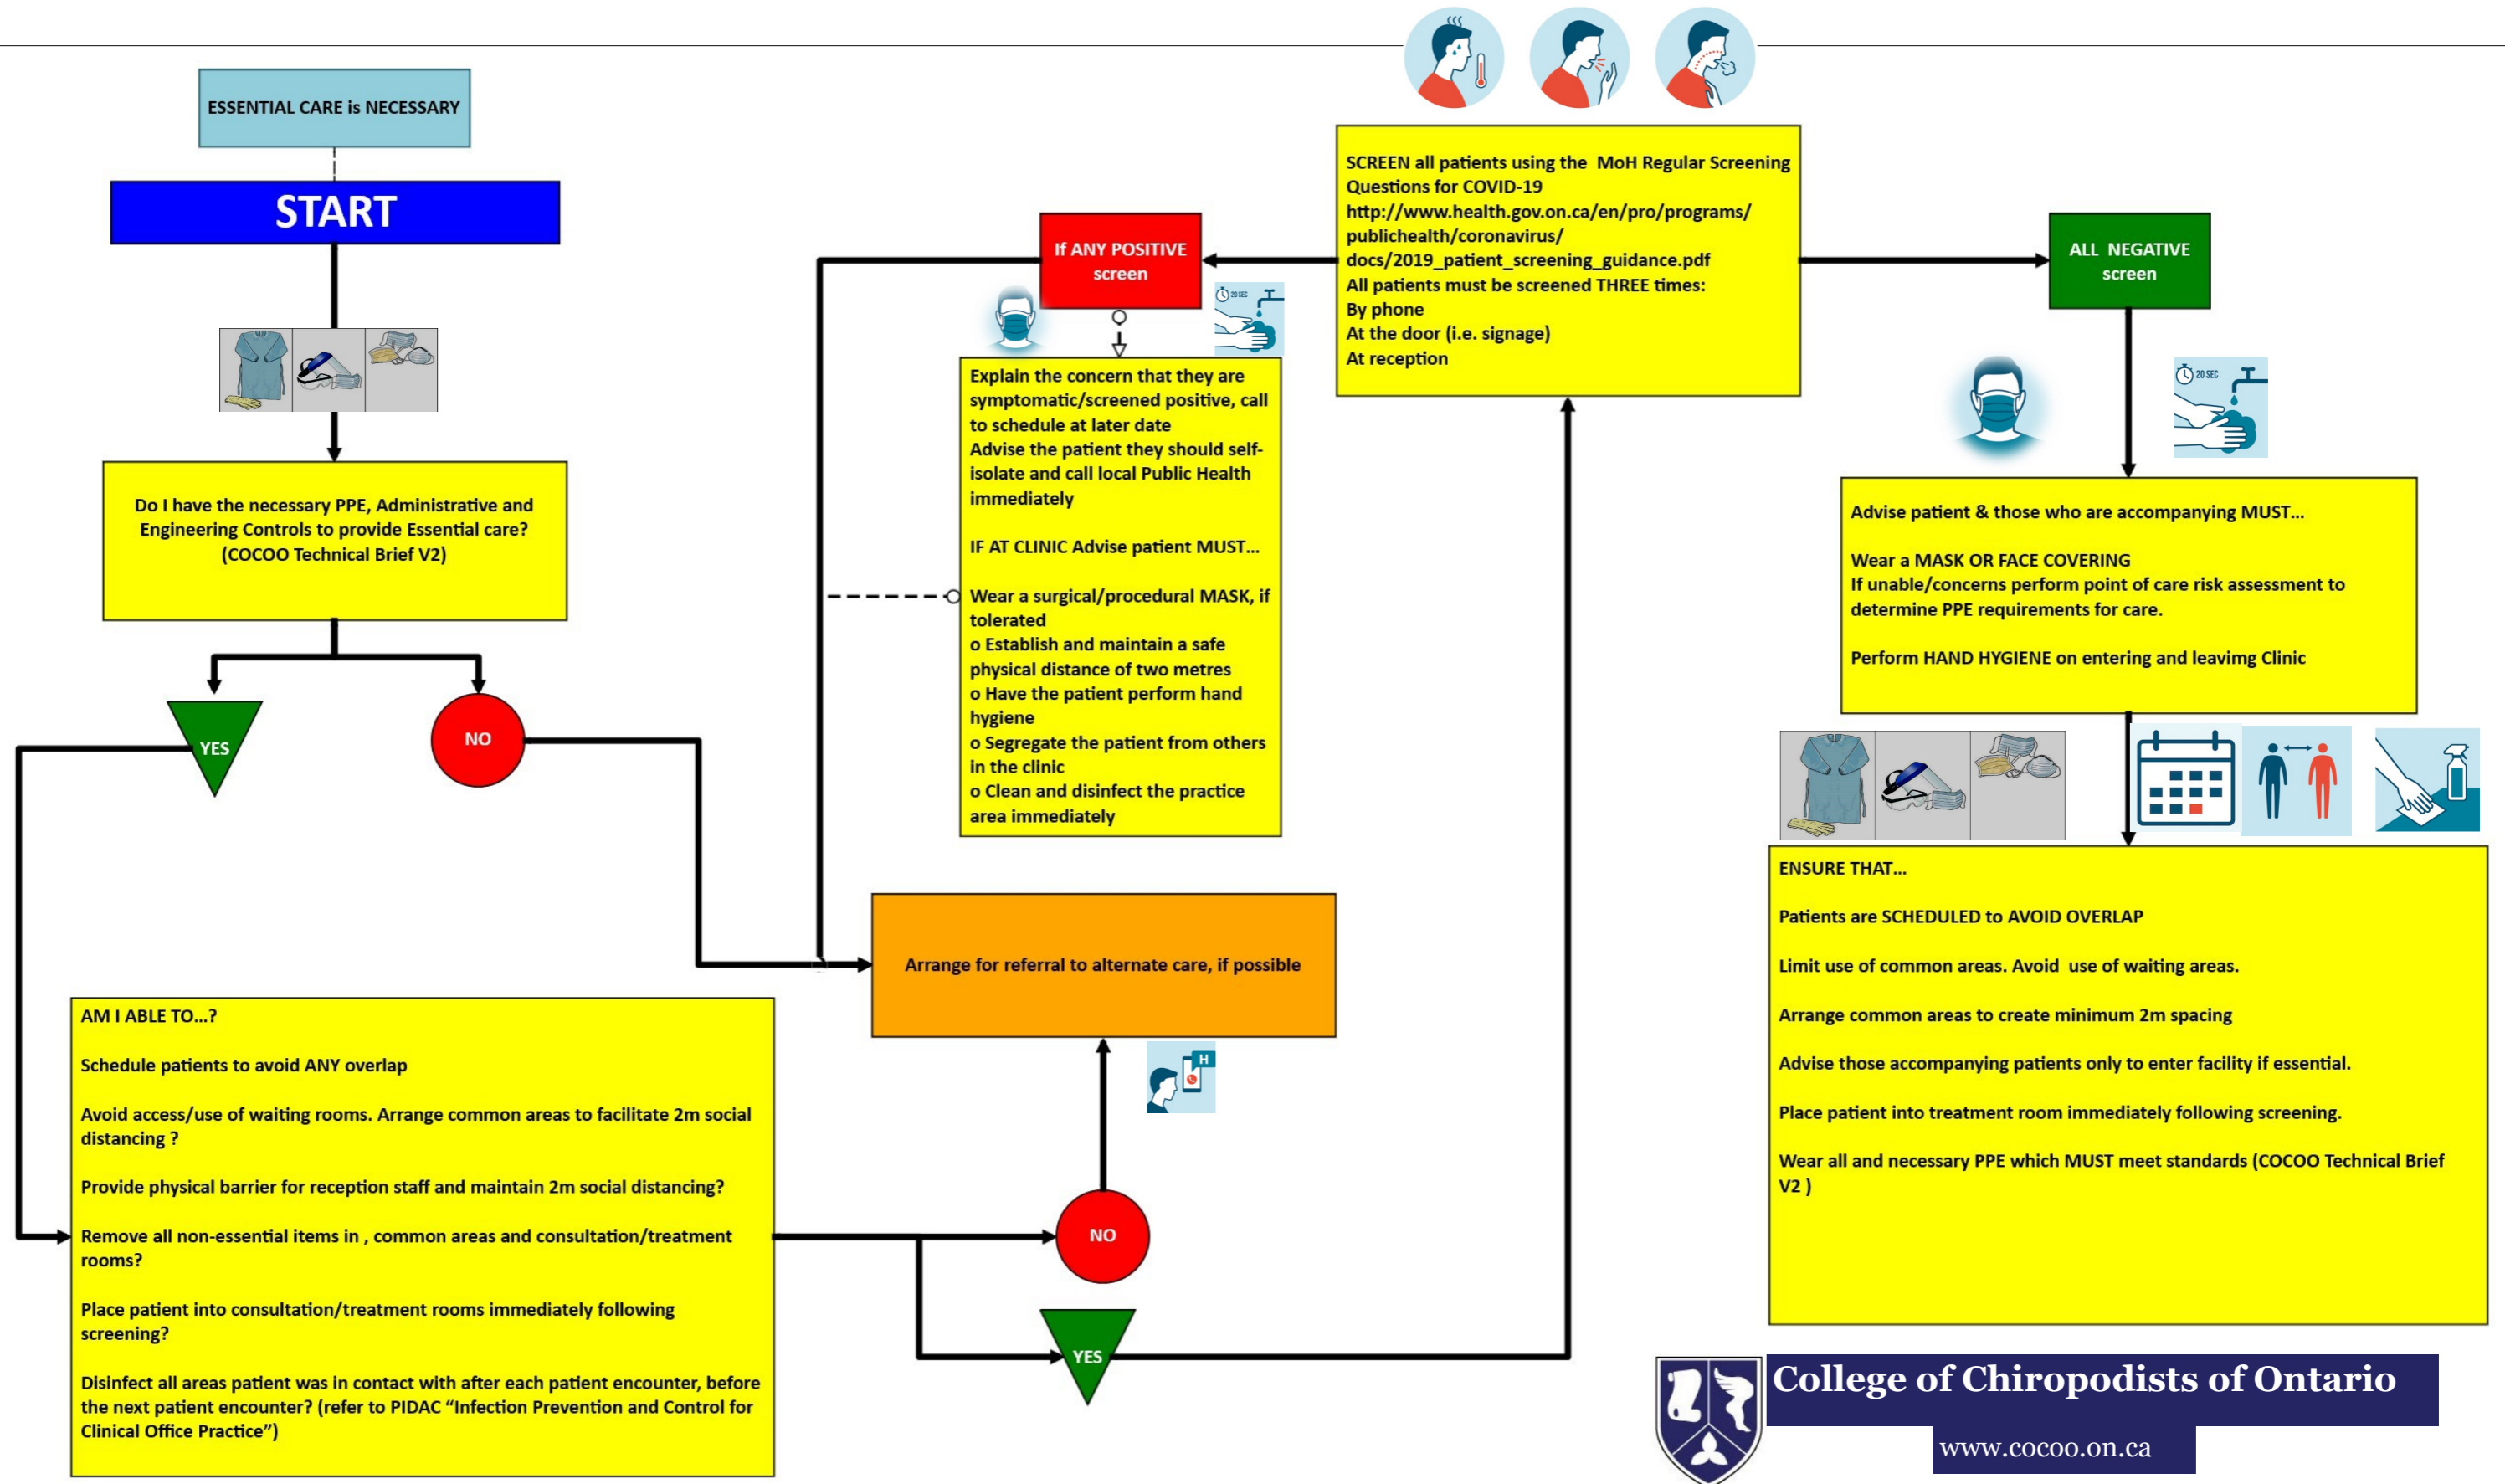 ESSENTIAL CARE is NECESSARY
START
Do I have the necessary PPE, Administrative and
Engineering Controls to provide Essential care?
(COCOO Technical Brief V2)
YES
NO
AM I ABLE TO...?
Schedule patients to avoid ANY overlap
Avoid access/use of waiting rooms. Arrange common areas to facilitate 2m social
distancing ?
Provide physical barrier for reception staff and maintain 2m social distancing?
Remove all non-essential items in , common areas and consultation/treatment
rooms?
Place patient into consultation/treatment rooms immediately following
screening?
Disinfect all areas patient was in contact with after each patient encounter, before
the next patient encounter? (refer to PIDAC “Infection Prevention and Control for
Clinical Office Practice”)
NO
YES
Arrange for referral to alternate care, if possible
H
SCREEN all patients using the MoH Regular Screening
Questions for COVID-19
http://www.health.gov.on.ca/en/pro/programs/
publichealth/coronavirus/
docs/2019_patient_screening_guidance.pdf
All patients must be screened THREE times:
By phone
At the door (i.e. signage)
At reception
If ANY POSITIVE
screen
20 SEC
Explain the concern that they are
symptomatic/screened positive, call
to schedule at later date
Advise the patient they should self-
isolate and call local Public Health
immediately
IF AT CLINIC Advise patient MUST...
Wear a surgical/procedural MASK, if
tolerated
o Establish and maintain a safe
physical distance of two metres
o Have the patient perform hand
hygiene
o Segregate the patient from others
in the clinic
o Clean and disinfect the practice
area immediately
ALL NEGATIVE
screen
20 SEC
Advise patient & those who are accompanying MUST...
Wear a MASK OR FACE COVERING
If unable/concerns perform point of care risk assessment to
determine PPE requirements for care.
Perform HAND HYGIENE on entering and leavimg Clinic
ENSURE THAT...
Patients are SCHEDULED to AVOID OVERLAP
Limit use of common areas. Avoid use of waiting areas.
Arrange common areas to create minimum 2m spacing
Advise those accompanying patients only to enter facility if essential.
Place patient into treatment room immediately following screening.
Wear all and necessary PPE which MUST meet standards (COCOO Technical Brief
V2 )
College of Chiropodists of Ontario
www.cocoo.on.ca